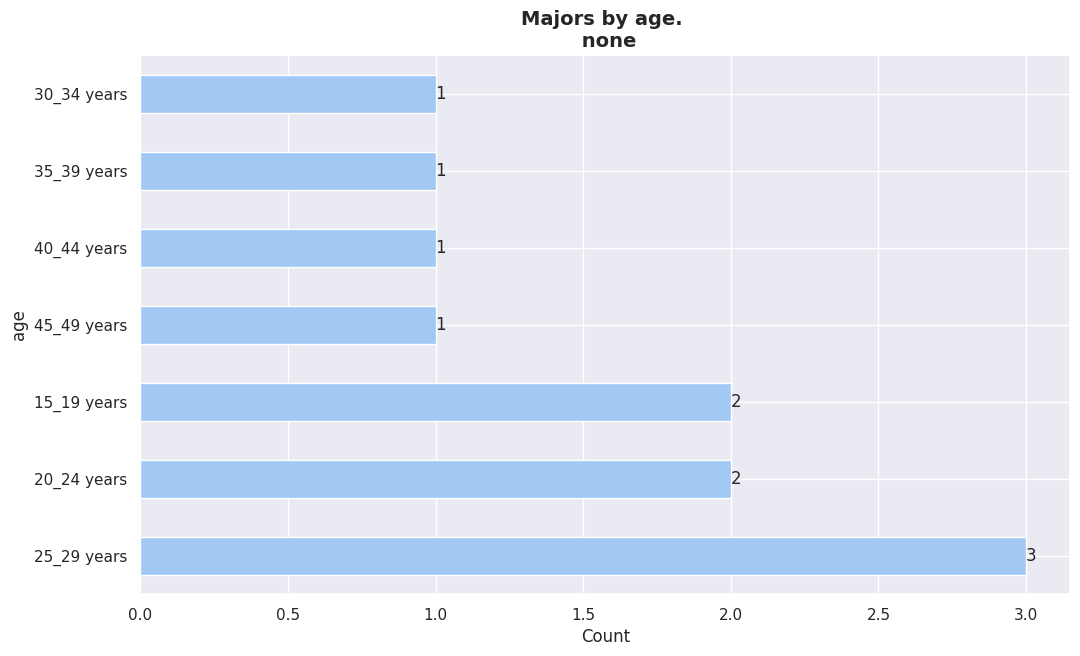 Majors by age.
none
30_34 years
1
35_39 years
1
40_44 years
1
45_49 years
1
15_19 years
2
20_24 years
2
25_29 years
3
age
0.0 0.5 1.0 1.5 2.0 2.5 3.0
Count